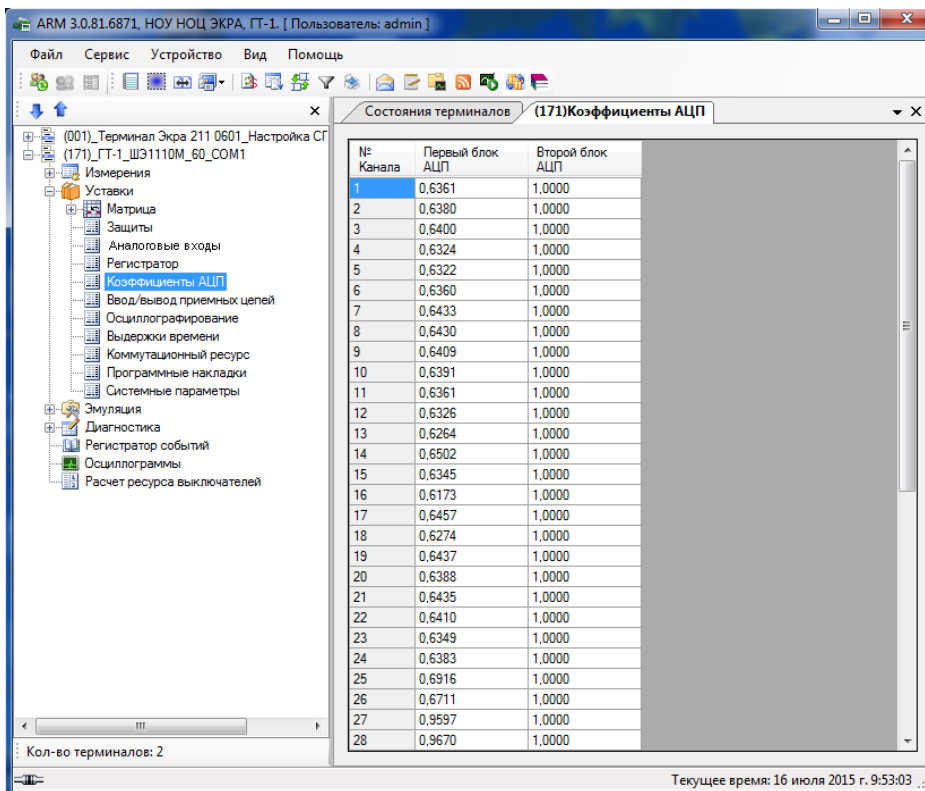 ARM 3.0.81.6871, НОУ НОЦ ЭКРА, ГТ-1. [ Пользователь: admin ]
Файл Сервис Устройство Вид Помощь
Состояния терминалов (171)Коэффициенты АЦП
(001)_Терминал Экра 211 0601_Настройка СГ
(171)_ГТ-1_ШЭ1110М_60_COM1
Измерения
Уставки
Матрица
Защиты
Аналоговые входы
Регистратор
Коэффициенты АЦП
Ввод/вывод приемных цепей
Осциллографирование
Выдержки времени
Коммутационный ресурс
Программные накладки
Системные параметры
Эмуляция
Диагностика
Регистратор событий
Осциллограммы
Расчет ресурса выключателей
Кол-во терминалов: 2
№ Канала Первый блок АЦП Второй блок АЦП
1 0,6361 1,0000
2 0,6380 1,0000
3 0,6400 1,0000
4 0,6324 1,0000
5 0,6322 1,0000
6 0,6360 1,0000
7 0,6433 1,0000
8 0,6430 1,0000
9 0,6409 1,0000
10 0,6391 1,0000
11 0,6361 1,0000
12 0,6326 1,0000
13 0,6264 1,0000
14 0,6502 1,0000
15 0,6345 1,0000
16 0,6173 1,0000
17 0,6457 1,0000
18 0,6274 1,0000
19 0,6437 1,0000
20 0,6388 1,0000
21 0,6435 1,0000
22 0,6410 1,0000
23 0,6349 1,0000
24 0,6383 1,0000
25 0,6916 1,0000
26 0,6711 1,0000
27 0,9597 1,0000
28 0,9670 1,0000
Текущее время: 16 июля 2015 г. 9:53:03